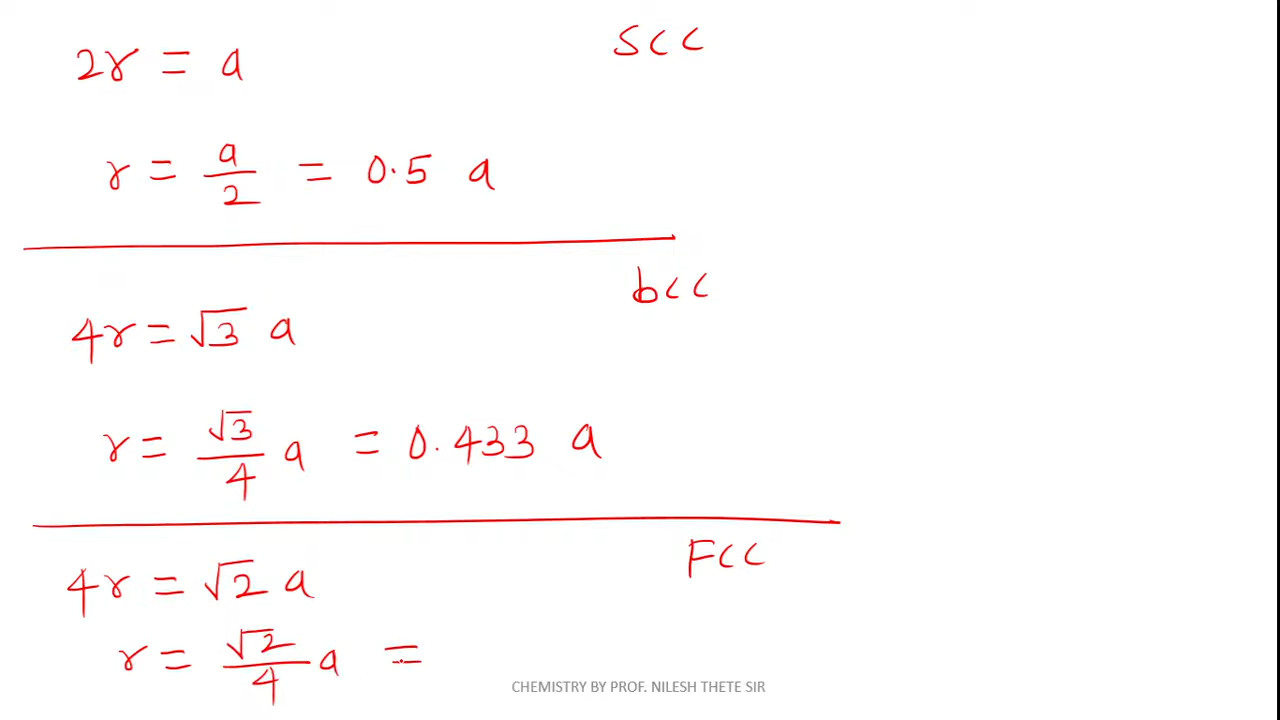 2r = a
scc
r = a/2 = 0.5 a
bcc
4r = √3 a
r = √3/4 a = 0.433 a
Fcc
4r = √2 a
r = √2/4 a =
CHEMISTRY BY PROF. NILESH THETE SIR